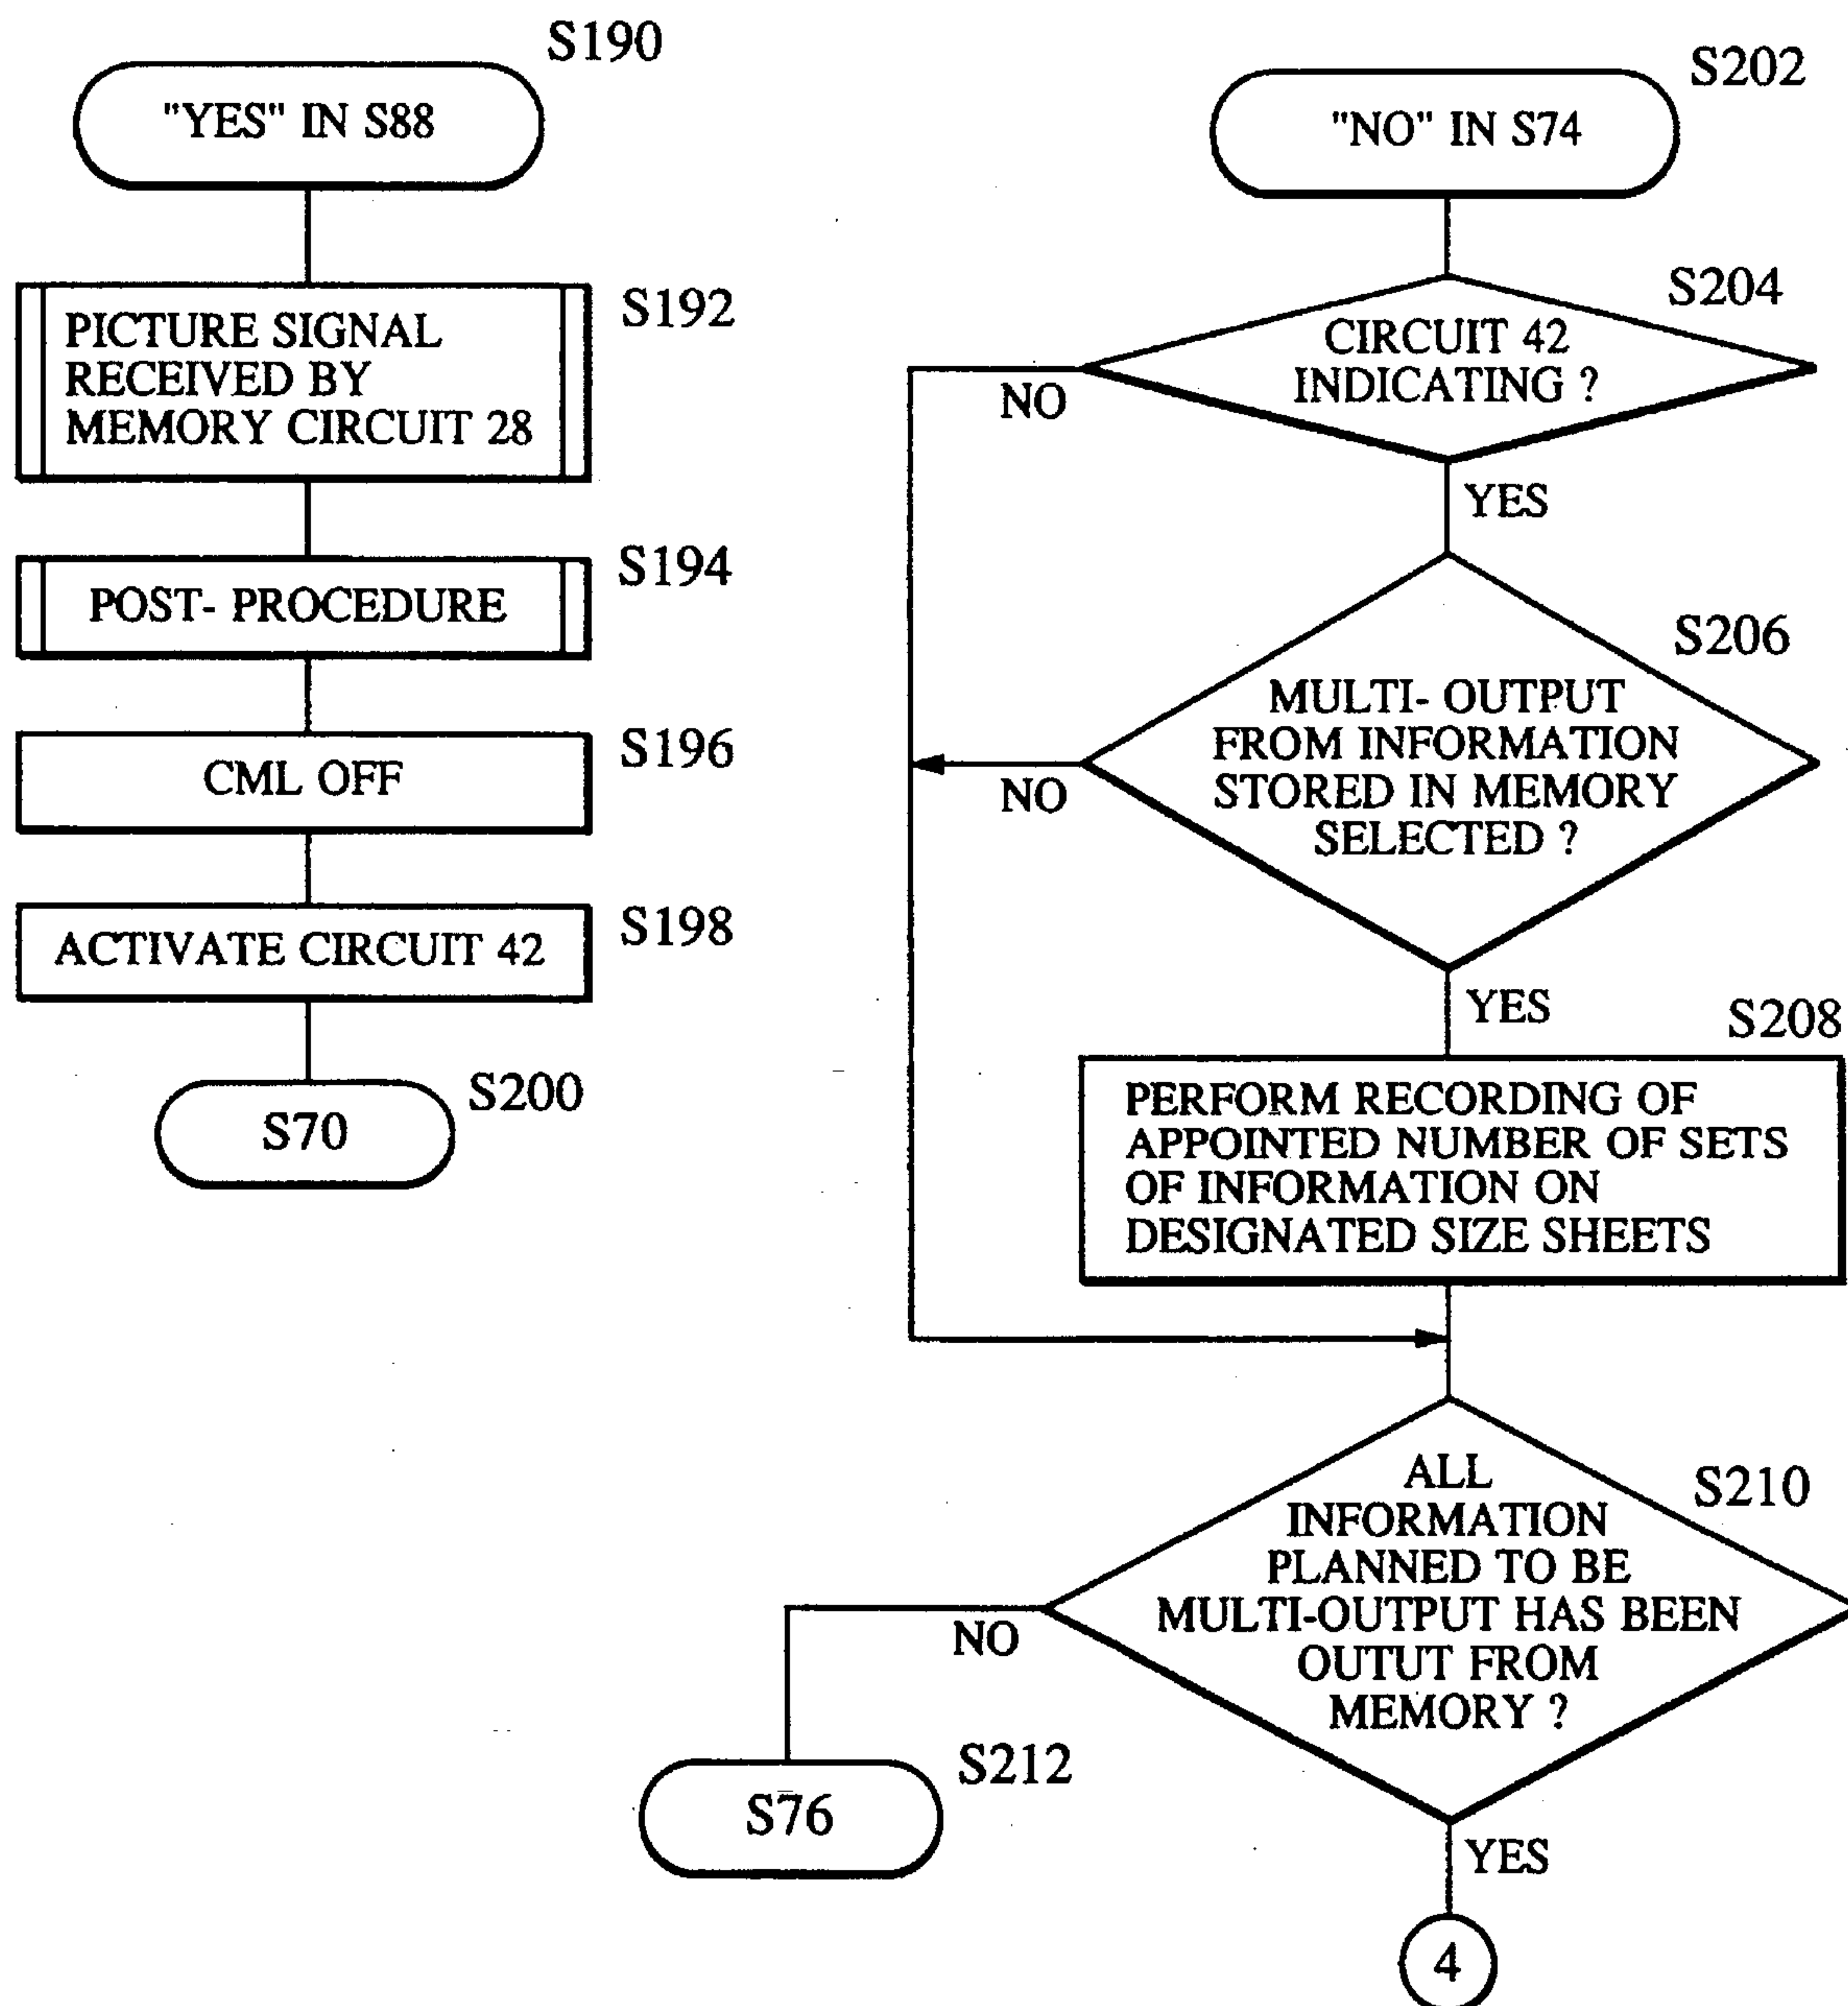 S190
"YES" IN S88
S192
PICTURE SIGNAL
RECEIVED BY
MEMORY CIRCUIT 28
S194
POST- PROCEDURE
S196
CML OFF
S198
ACTIVATE CIRCUIT 42
S200
S70
S202
"NO" IN S74
S204
CIRCUIT 42
INDICATING ?
NO
YES
S206
MULTI- OUTPUT
FROM INFORMATION
STORED IN MEMORY
SELECTED ?
NO
YES
S208
PERFORM RECORDING OF
APPOINTED NUMBER OF SETS
OF INFORMATION ON
DESIGNATED SIZE SHEETS
S210
ALL
INFORMATION
PLANNED TO BE
MULTI-OUTPUT HAS BEEN
OUTUT FROM
MEMORY ?
NO
S212
S76
YES
4